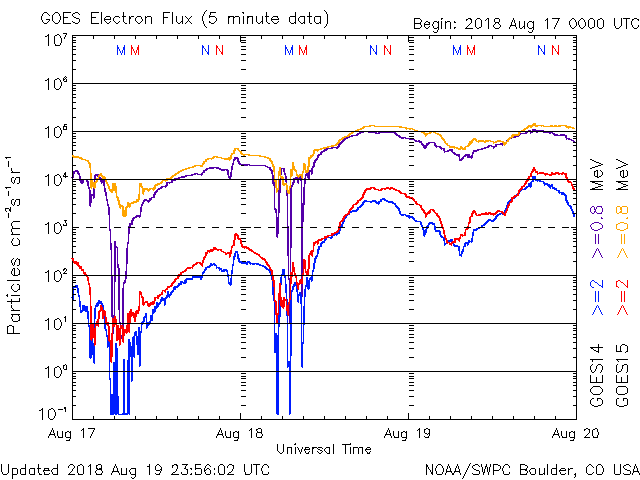 GOES Electron Flux (5 minute data)
Begin: 2018 Aug 17 0000 UTC
10⁷
M M N N M M N N M M N N
10⁶
10⁵
10⁴
10³
10²
10¹
10⁰
10⁻¹
Particles cm⁻²s⁻¹sr⁻¹
Aug 17 Aug 18 Aug 19 Aug 20
Universal Time
GOES14 >=2 >=0.8 MeV
GOES15 >=2 >=0.8 MeV
Updated 2018 Aug 19 23:56:02 UTC
NOAA/SWPC Boulder, CO USA